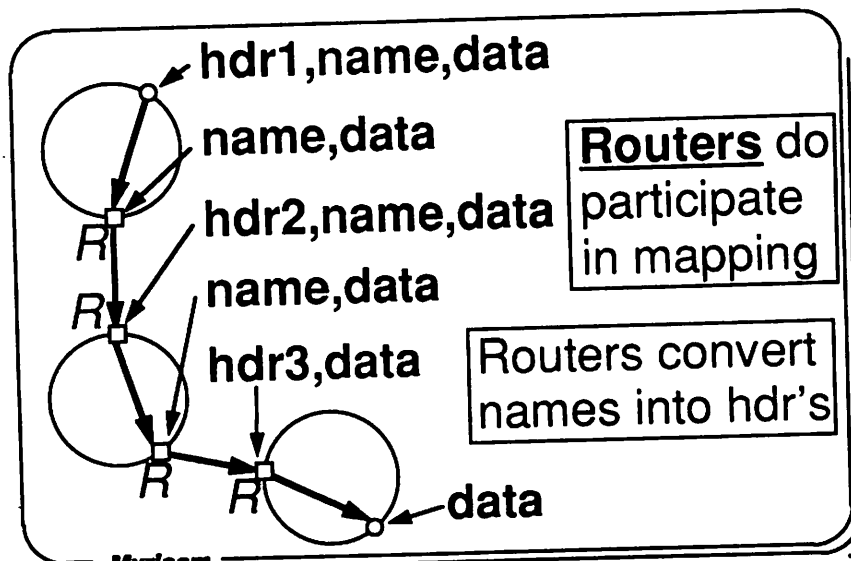 hdr1,name,data
name,data
Routers do
participate
in mapping
hdr2,name,data
R
R
name,data
hdr3,data
Routers convert
names into hdr's
R
R
data